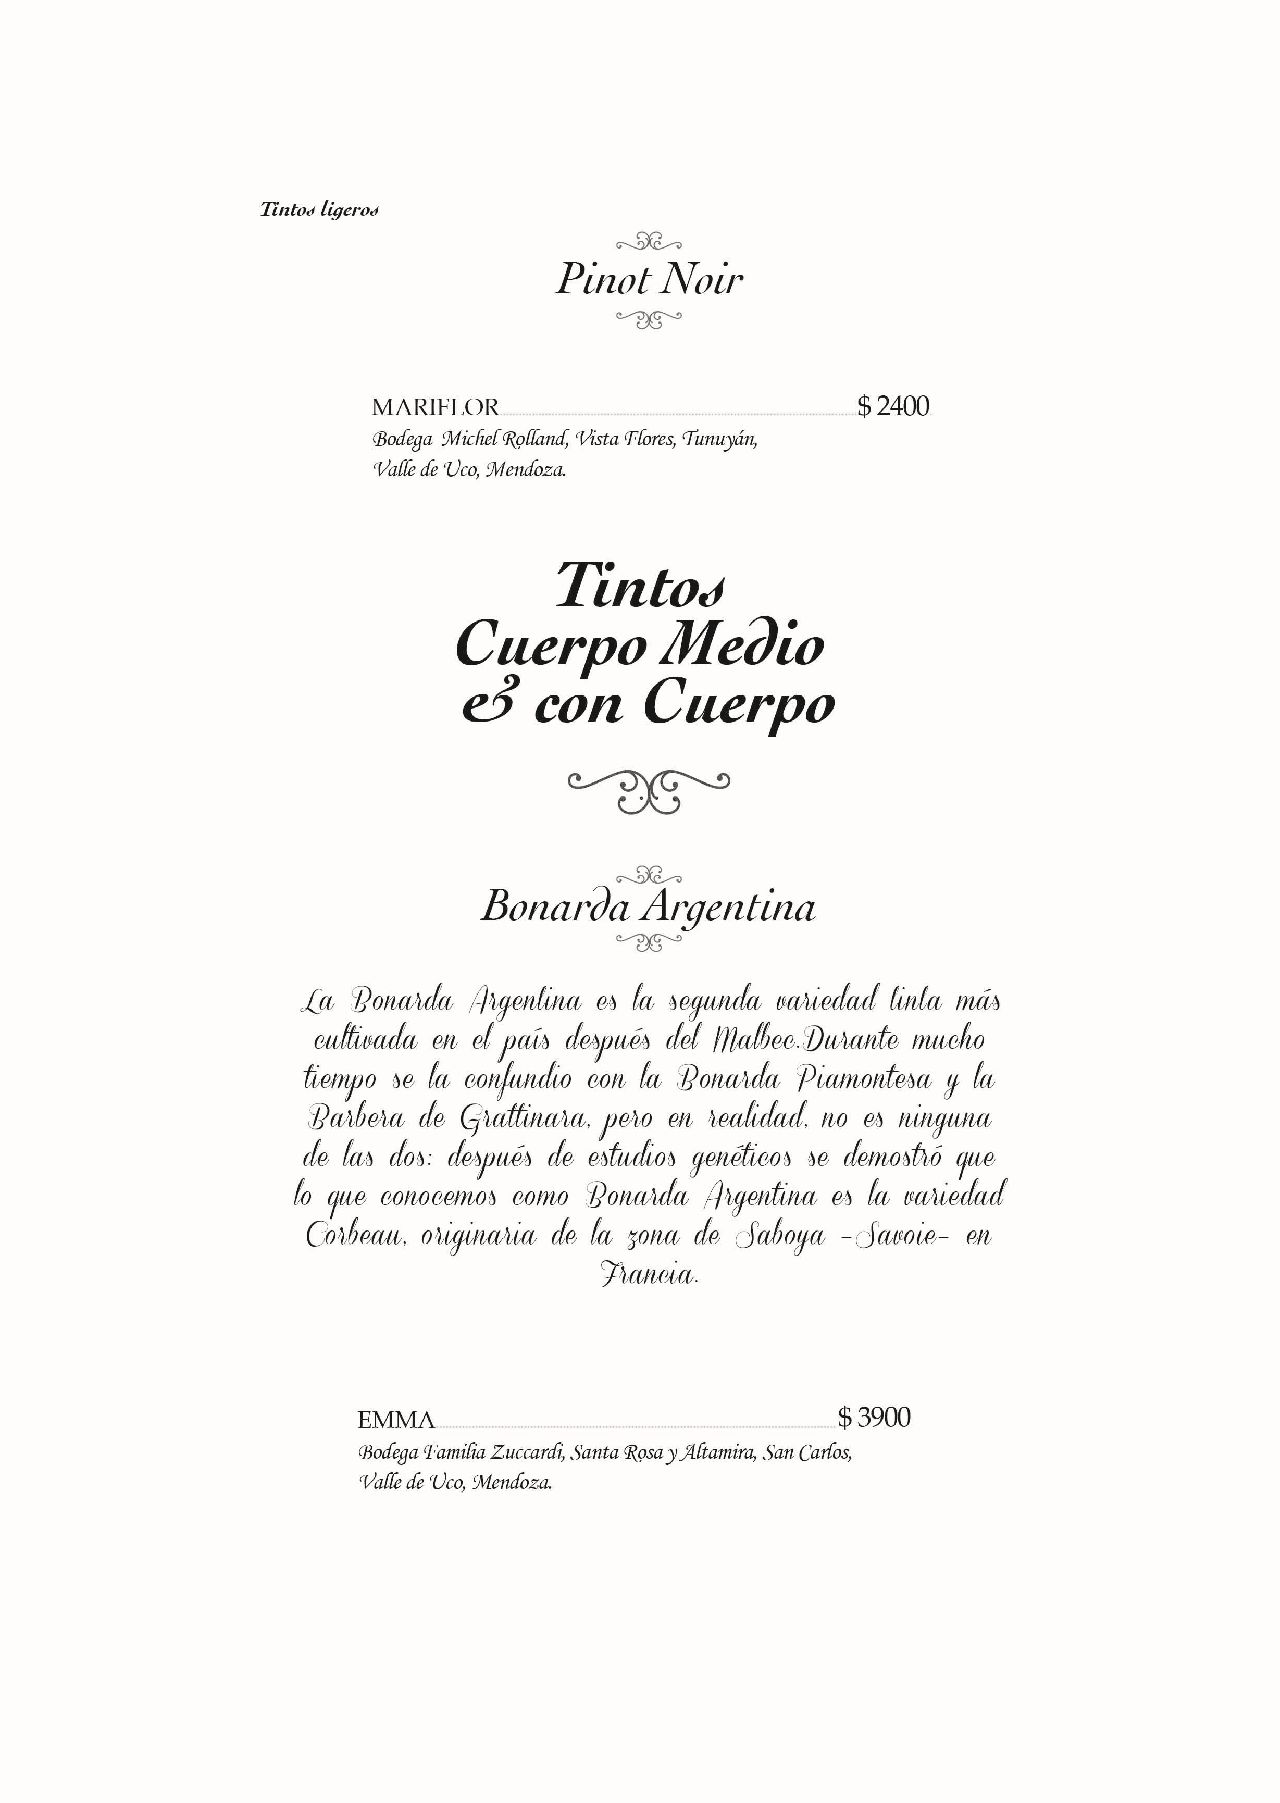 Tintos ligeros
Pinot Noir
MARIFLOR $ 2400
Bodega Michel Rolland, Vista Flores, Tunuyán,
Valle de Uco, Mendoza.
Tintos
Cuerpo Medio
& con Cuerpo
Bonarda Argentina
La Bonarda Argentina es la segunda variedad tinta más
cultivada en el país después del Malbec.Durante mucho
tiempo se la confundio con la Bonarda Piamontesa y la
Barbera de Grattinara, pero en realidad, no es ninguna
de las dos: después de estudios genéticos se demostró que
lo que conocemos como Bonarda Argentina es la variedad
Corbeau, originaria de la zona de Saboya -Savoie- en
Francia.
EMMA $ 3900
Bodega Familia Zuccardi, Santa Rosa y Altamira, San Carlos,
Valle de Uco, Mendoza.